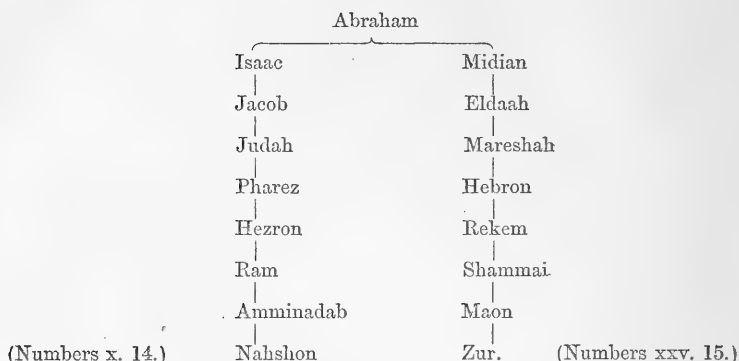 Abraham
Isaac Midian
Jacob Eldaah
Judah Mareshah
Pharez Hebron
Hezron Rekem
Ram Shammai
Amminadab Maon
(Numbers x. 14.) Nahshon Zur. (Numbers xxv. 15.)